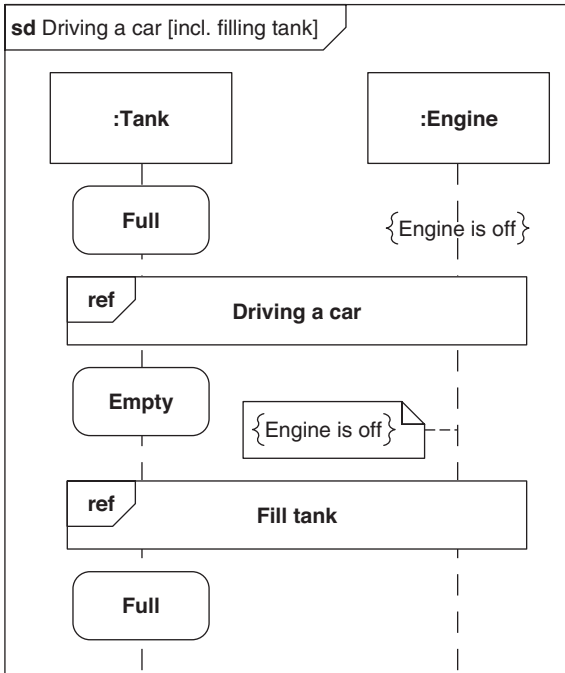 sd Driving a car [incl. filling tank]
:Tank
:Engine
Full
{Engine is off}
ref
Driving a car
Empty
{Engine is off}
ref
Fill tank
Full